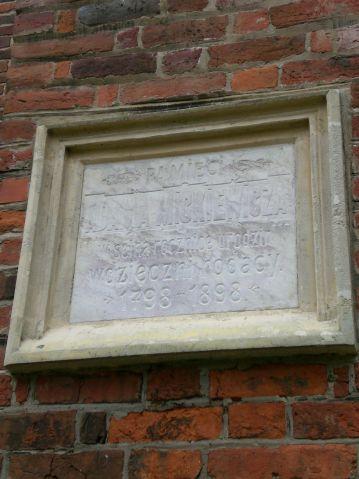 PAMIĘCI
ADAMA MICKIEWICZA
w setną rocznicę urodzin
wdzięczni rodacy.
1798-1898